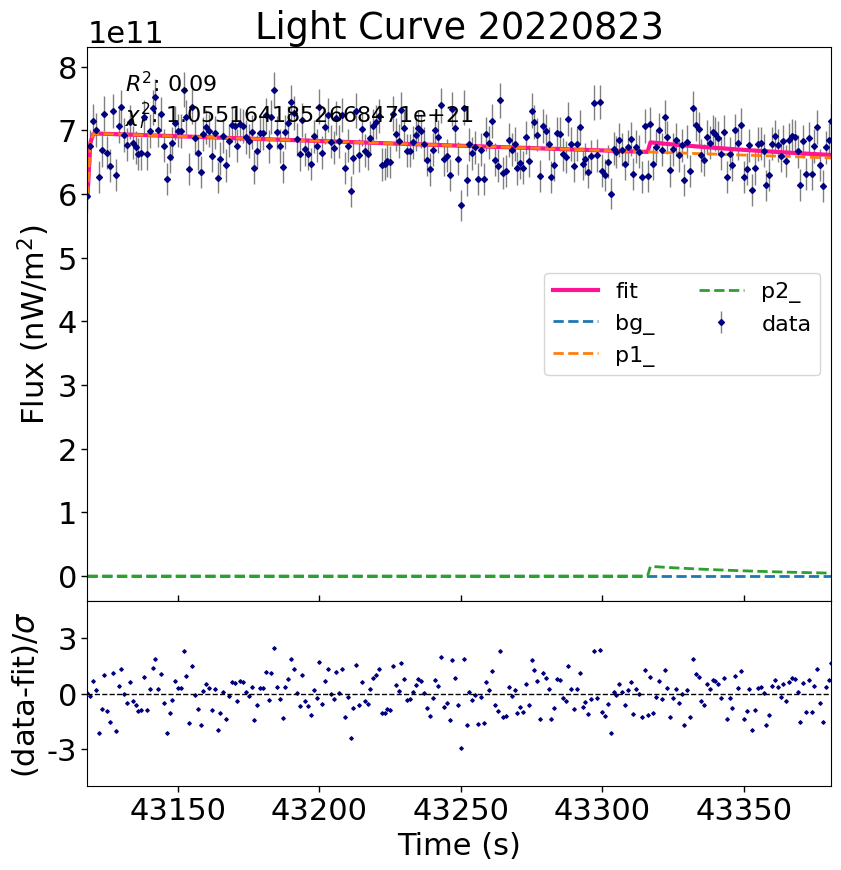 Light Curve 20220823
1e11
R²: 0.09
χ²ᵣ: 1.0551641852668471e+21
8
7
6
5
4
3
2
1
0
Flux (nW/m²)
fit
bg_
p1_
p2_
data
3
0
-3
(data-fit)/σ
43150 43200 43250 43300 43350
Time (s)